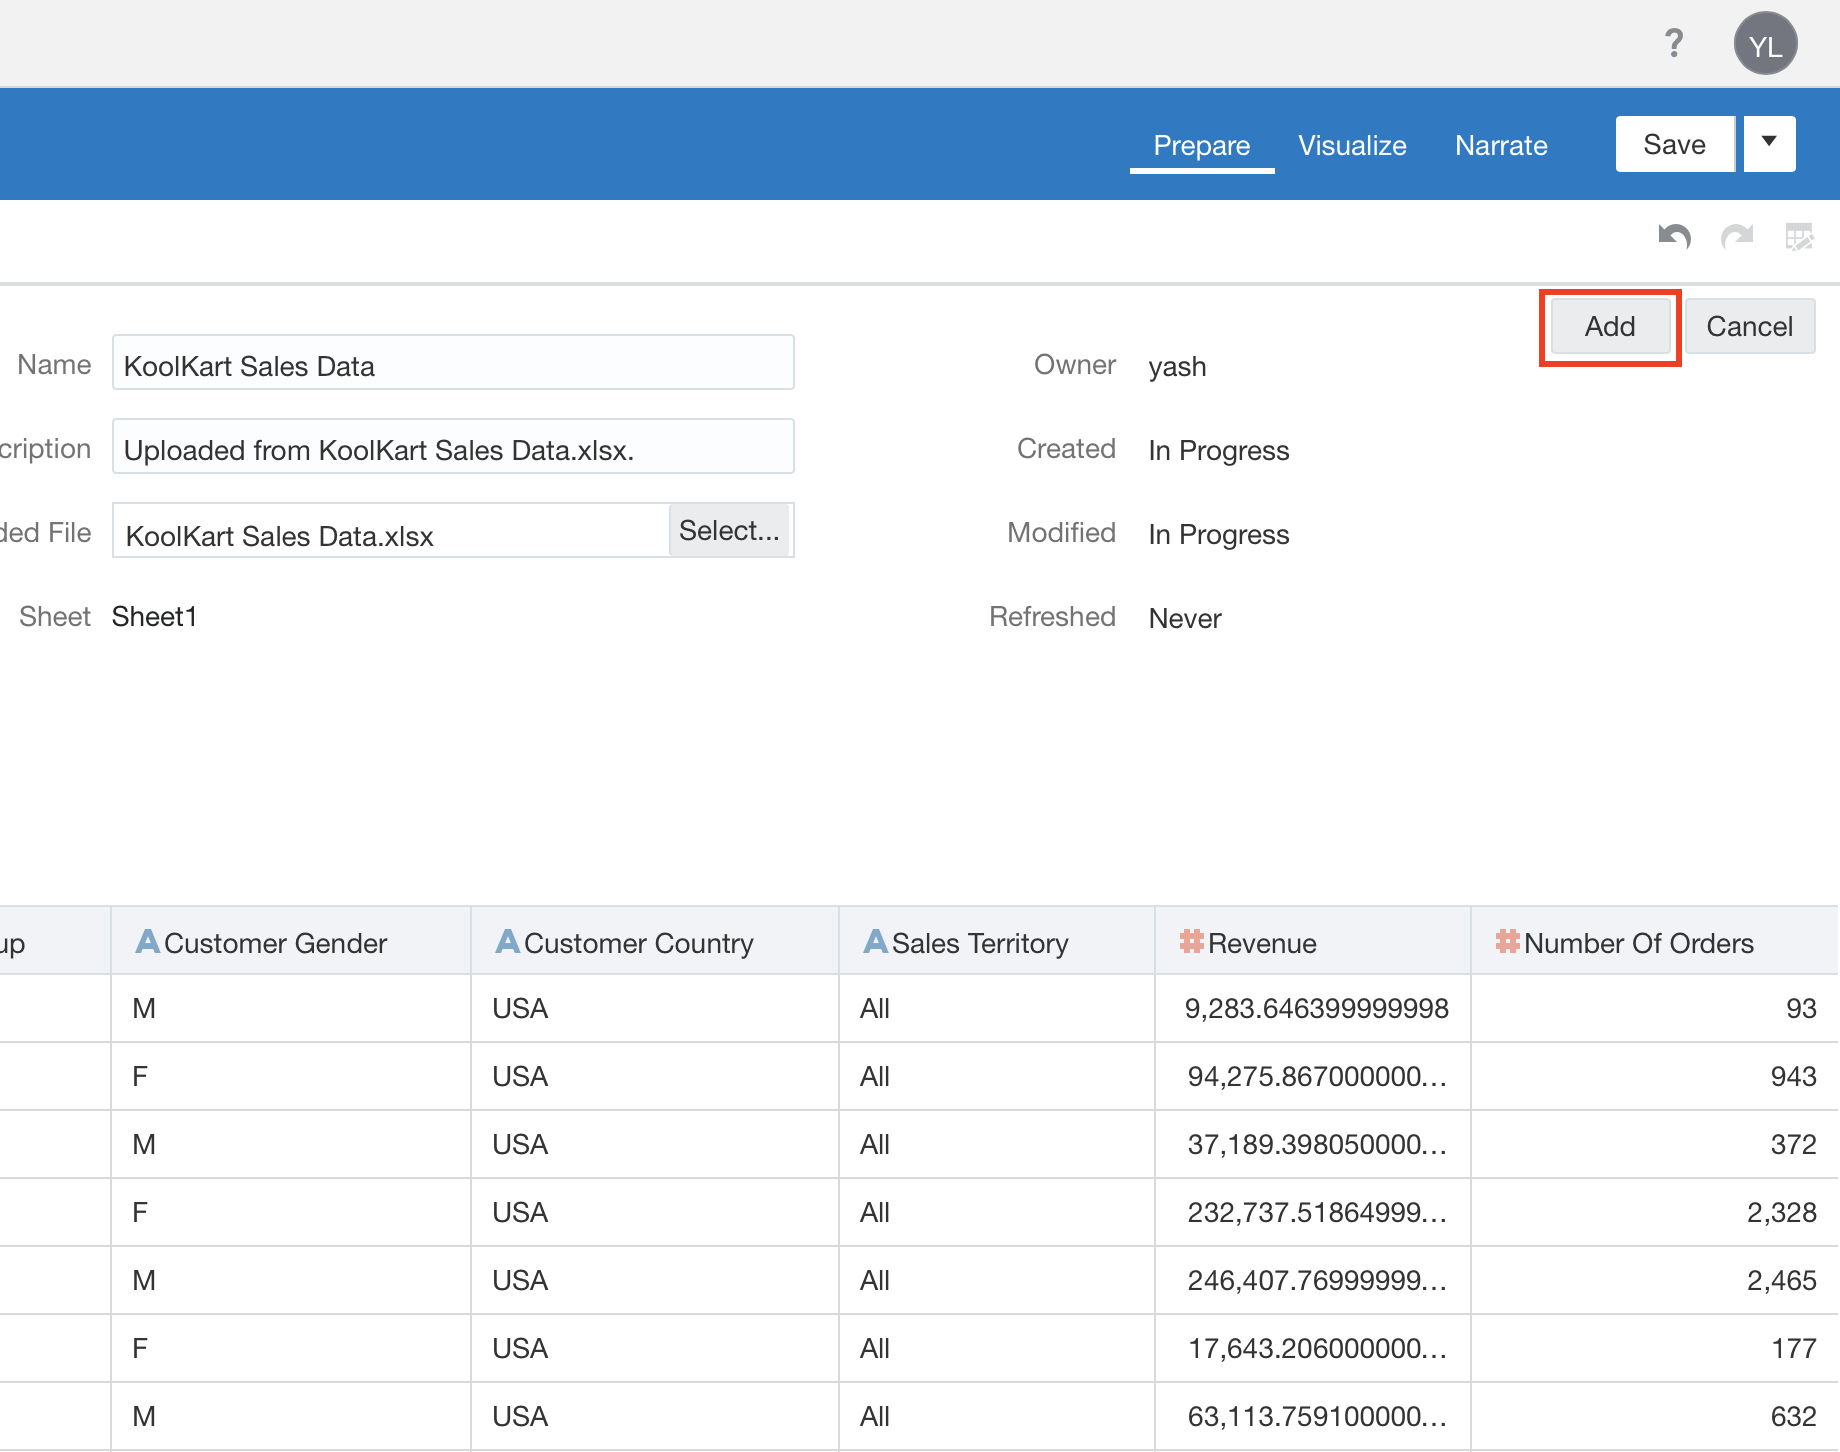 ? YL
Prepare Visualize Narrate Save
Add Cancel
Name KoolKart Sales Data Owner yash
cription Uploaded from KoolKart Sales Data.xlsx. Created In Progress
ded File KoolKart Sales Data.xlsx Select... Modified In Progress
Sheet Sheet1 Refreshed Never
up A Customer Gender A Customer Country A Sales Territory # Revenue # Number Of Orders
M USA All 9,283.646399999998 93
F USA All 94,275.867000000... 943
M USA All 37,189.398050000... 372
F USA All 232,737.51864999... 2,328
M USA All 246,407.76999999... 2,465
F USA All 17,643.206000000... 177
M USA All 63,113.759100000... 632